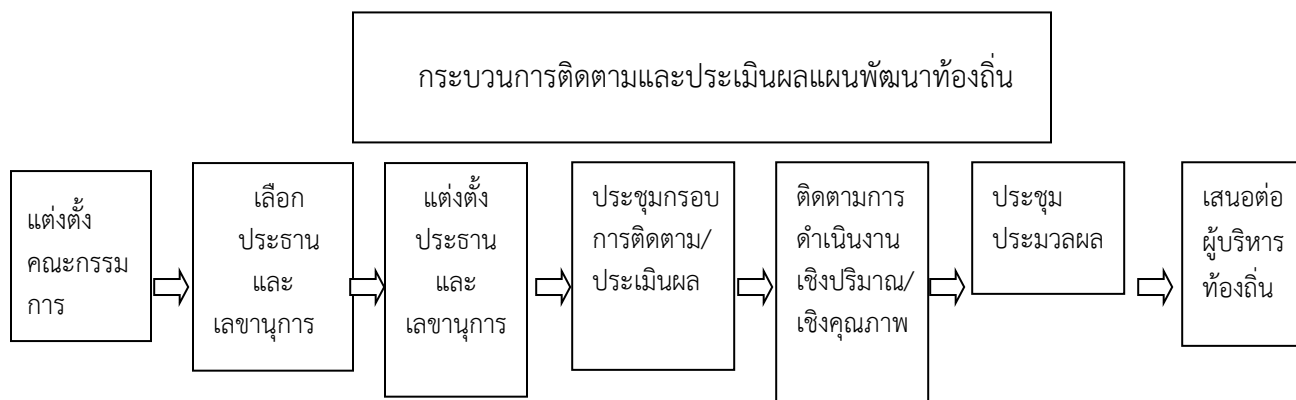 กระบวนการติดตามและประเมินผลแผนพัฒนาท้องถิ่น
แต่งตั้ง
คณะกรรม
การ
เลือก
ประธาน
และ
เลขานุการ
แต่งตั้ง
ประธาน
และ
เลขานุการ
ประชุมกรอบ
การติดตาม/
ประเมินผล
ติดตามการ
ดำเนินงาน
เชิงปริมาณ/
เชิงคุณภาพ
ประชุม
ประมวลผล
เสนอต่อ
ผู้บริหาร
ท้องถิ่น